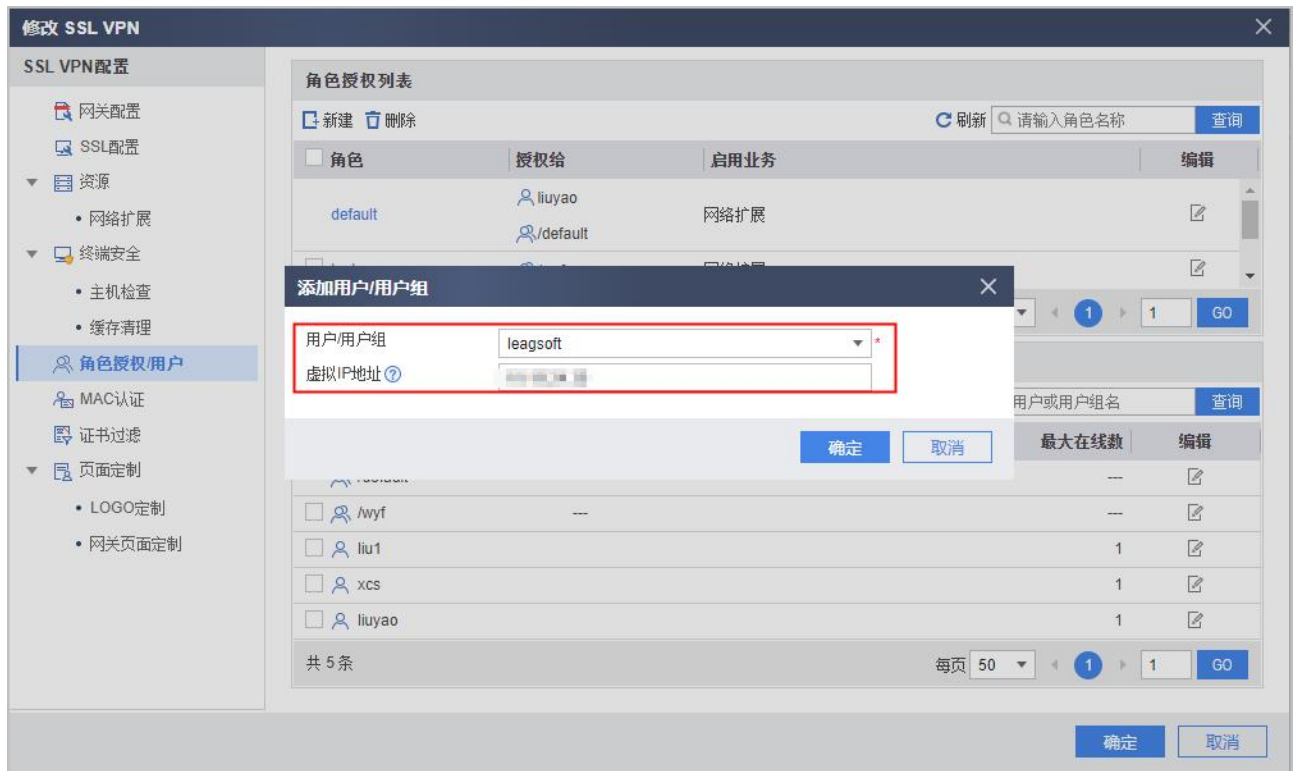 修改 SSL VPN
SSL VPN配置
网关配置
SSL配置
资源
• 网络扩展
终端安全
• 主机检查
• 缓存清理
角色授权/用户
MAC认证
证书过滤
页面定制
• LOGO定制
• 网关页面定制
角色授权列表
新建 删除 刷新 请输入角色名称 查询
角色 授权给 启用业务 编辑
default liuyao /default 网络扩展
1 1 GO
添加用户/用户组
用户/用户组 leagsoft *
虚拟IP地址
确定 取消
用户或用户组名 查询
最大在线数 编辑
---
/wyf --- ---
liu1 1
xcs 1
liuyao 1
共 5 条 每页 50 1 1 GO
确定 取消